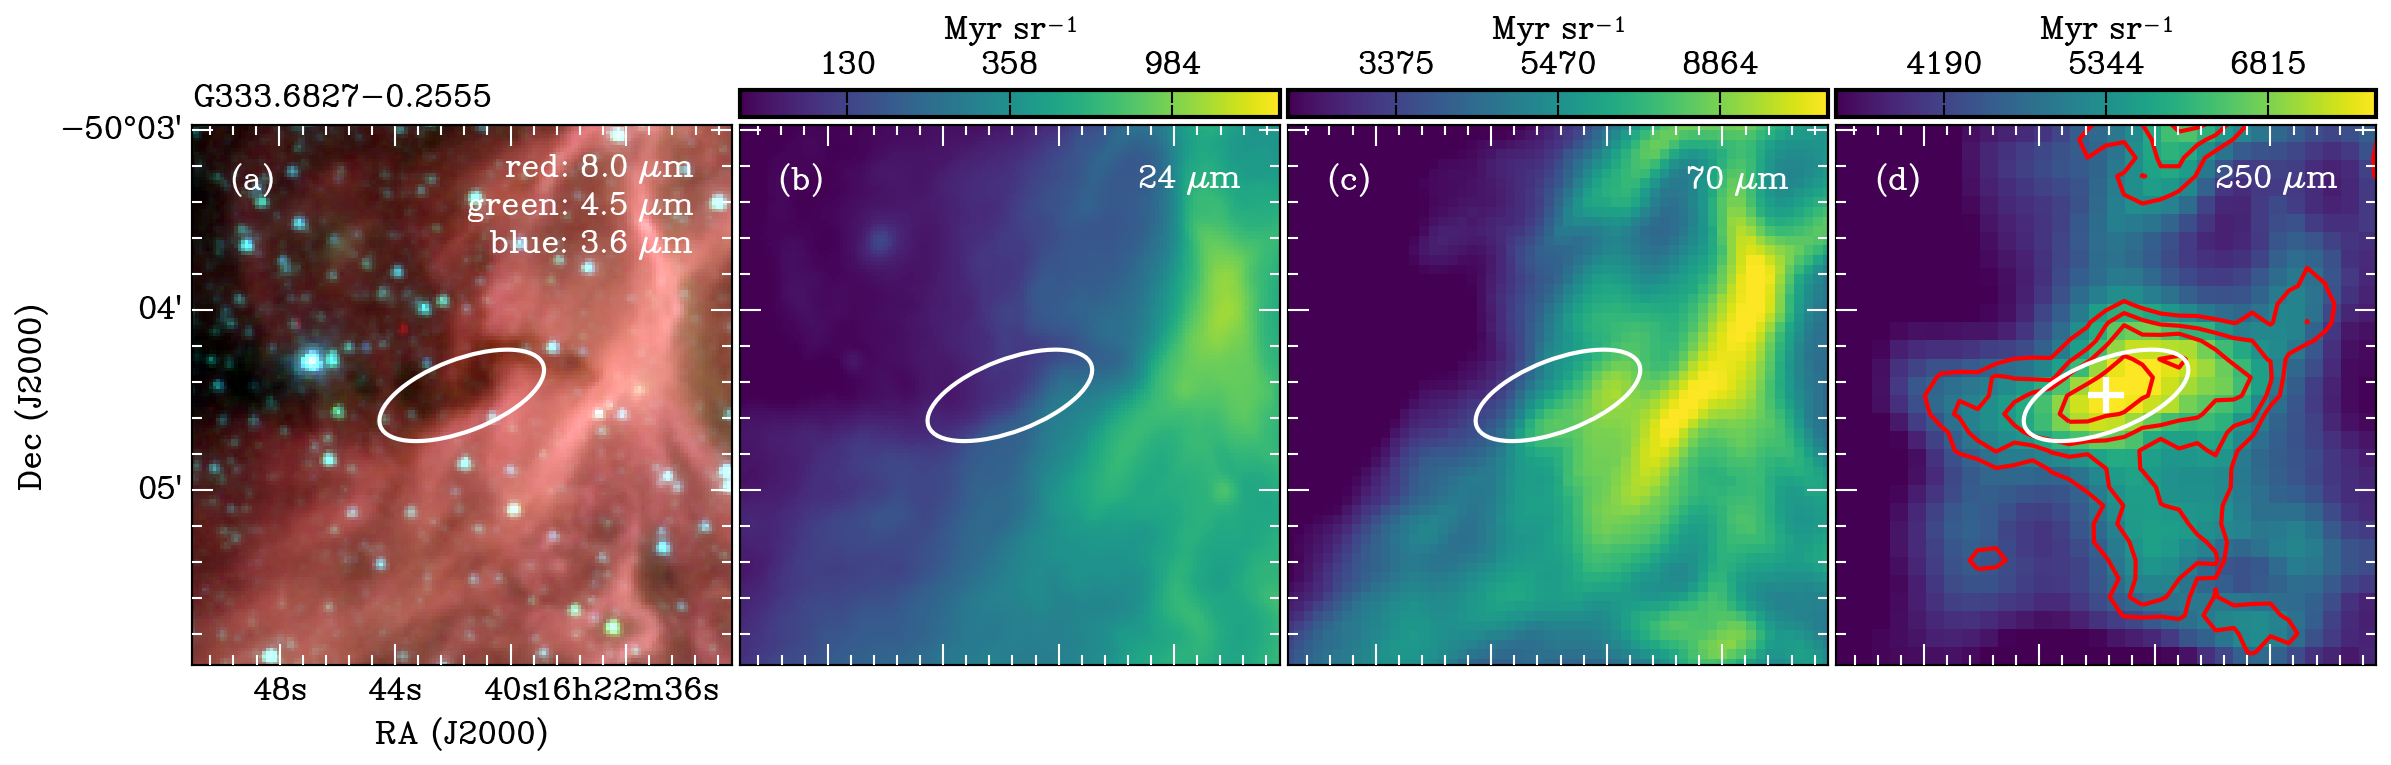 Myr sr⁻¹
130 358 984
Myr sr⁻¹
3375 5470 8864
Myr sr⁻¹
4190 5344 6815
G333.6827−0.2555
−50°03'
04'
05'
Dec (J2000)
(a)
red: 8.0 μm
green: 4.5 μm
blue: 3.6 μm
(b)
24 μm
(c)
70 μm
(d)
250 μm
48s 44s 40s 16h22m36s
RA (J2000)